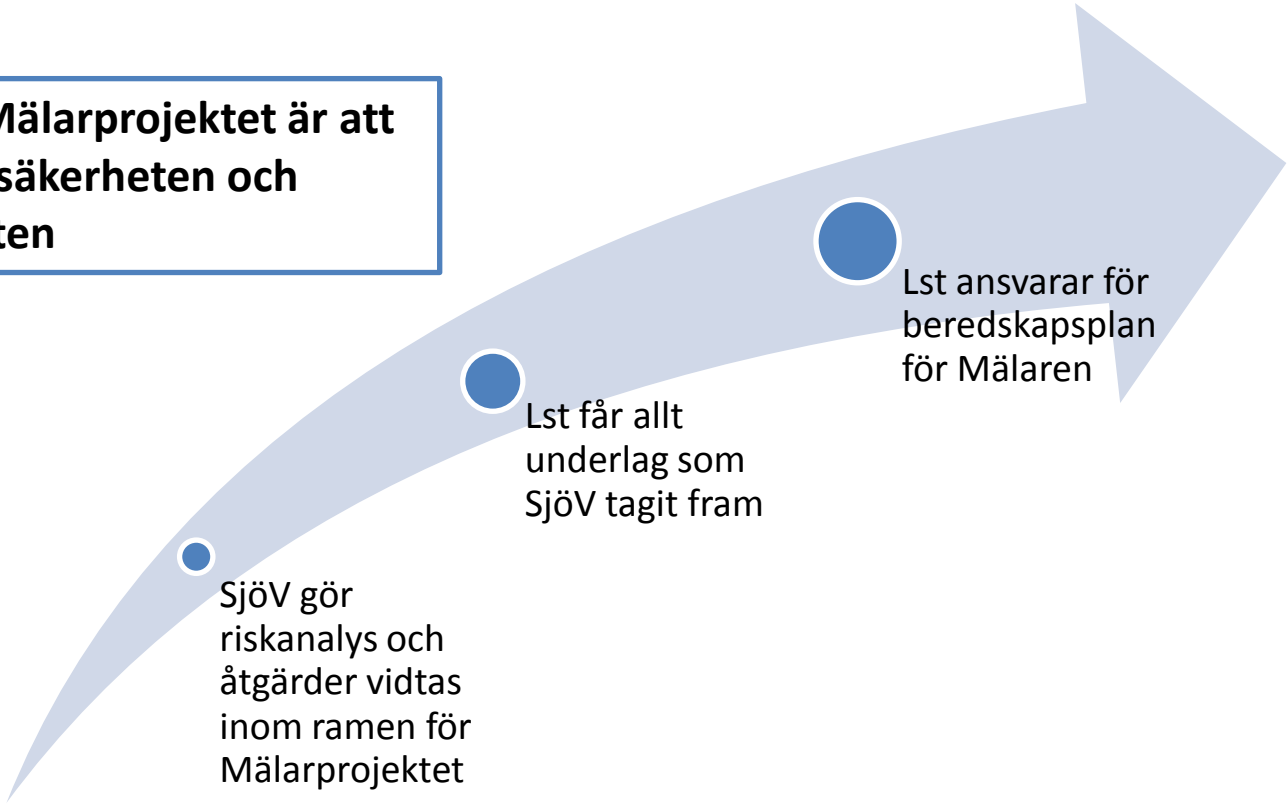 Mälarprojektet är att
säkerheten och
ten
Lst ansvarar för
beredskapsplan
för Mälaren
Lst får allt
underlag som
SjöV tagit fram
SjöV gör
riskanalys och
åtgärder vidtas
inom ramen för
Mälarprojektet